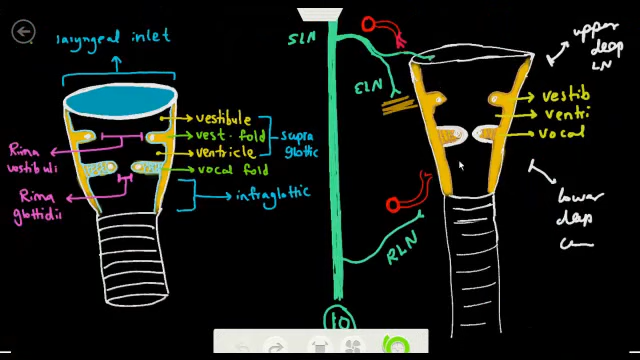 Laryngeal inlet
vestibule
vest. fold
ventricle
vocal fold
supra
glottic
infraglottic
Rima
vestibuli
Rima
glottidii
SLN
ELN
RLN
10
upper
deep
LN
vestib
ventri
vocal
lower
deep